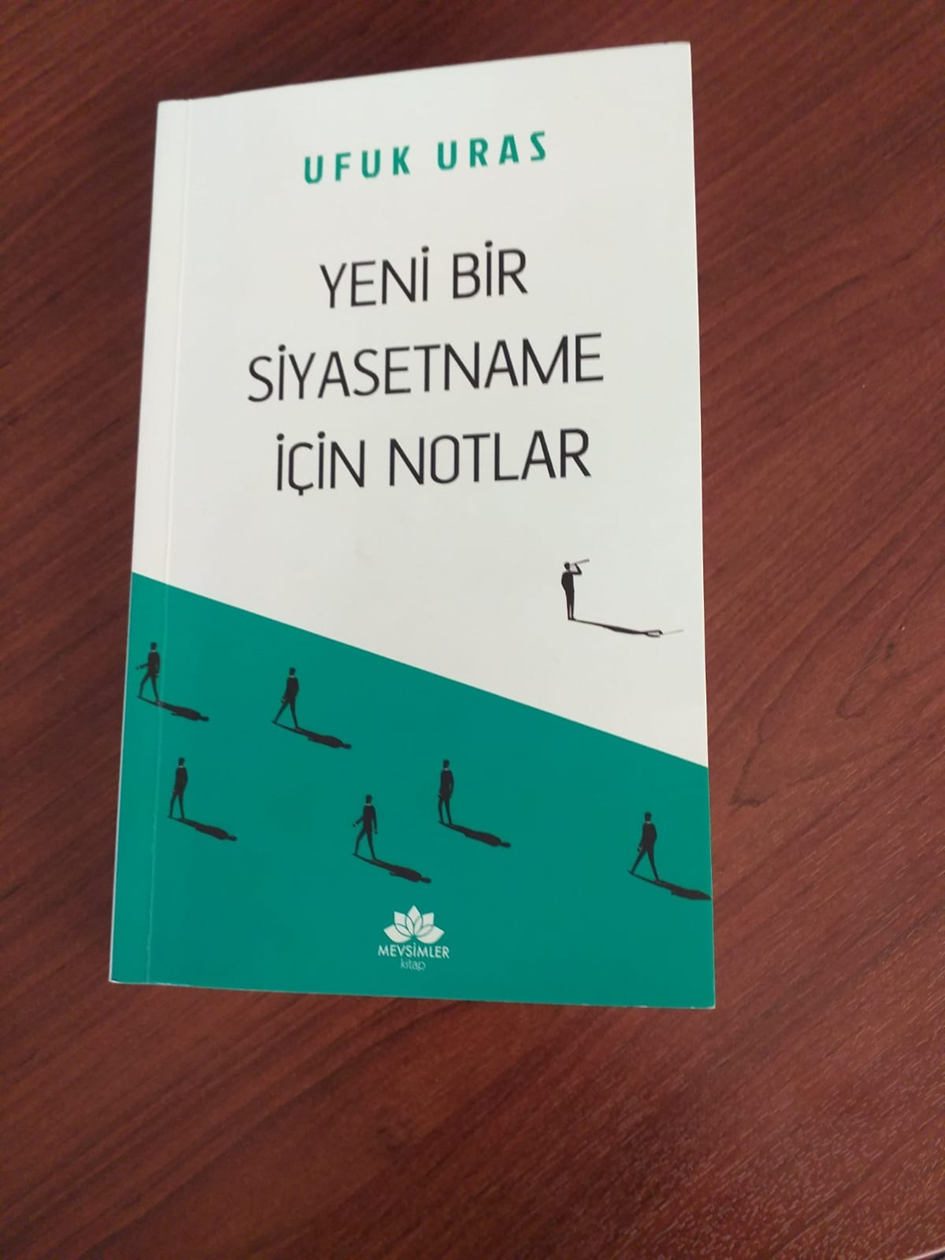 UFUK URAS
YENİ BİR
SİYASETNAME
İÇİN NOTLAR
MEVSİMLER
kitap